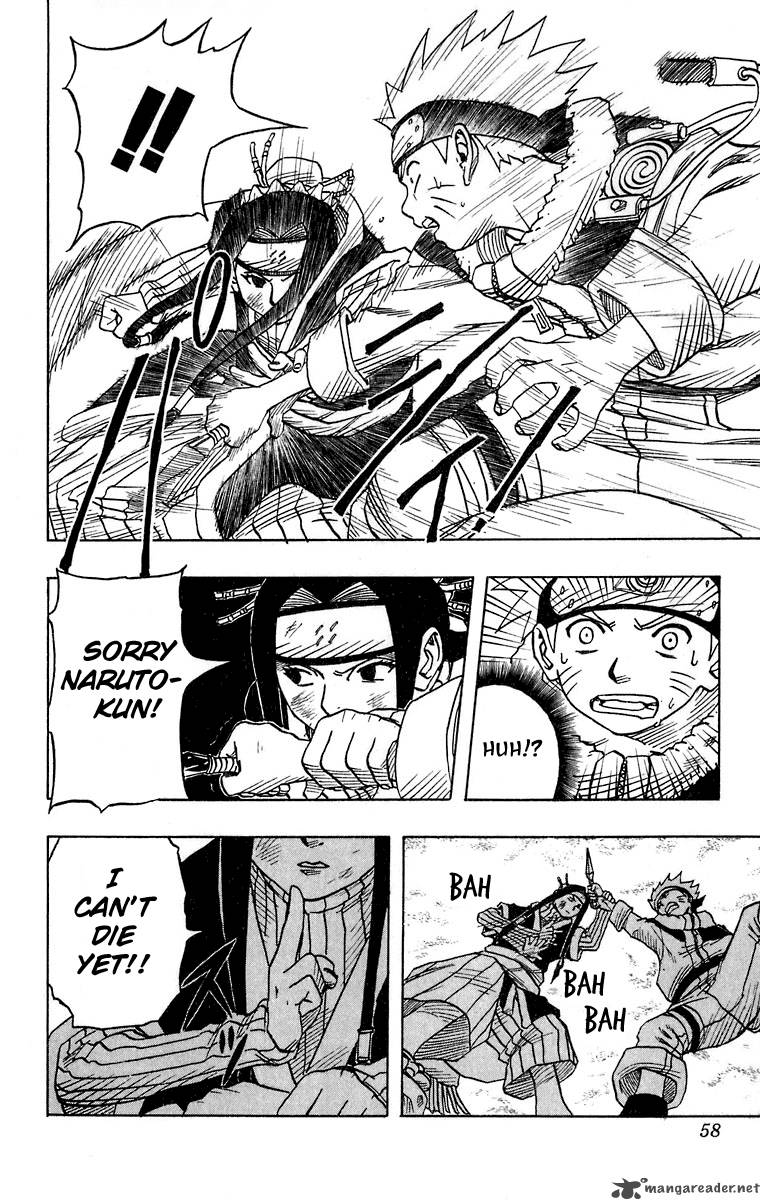 !!
HUH!?
SORRY
NARUTO-
KUN!
BAH
BAH
BAH
I
CAN'T
DIE
YET!!
58
mangareader.net